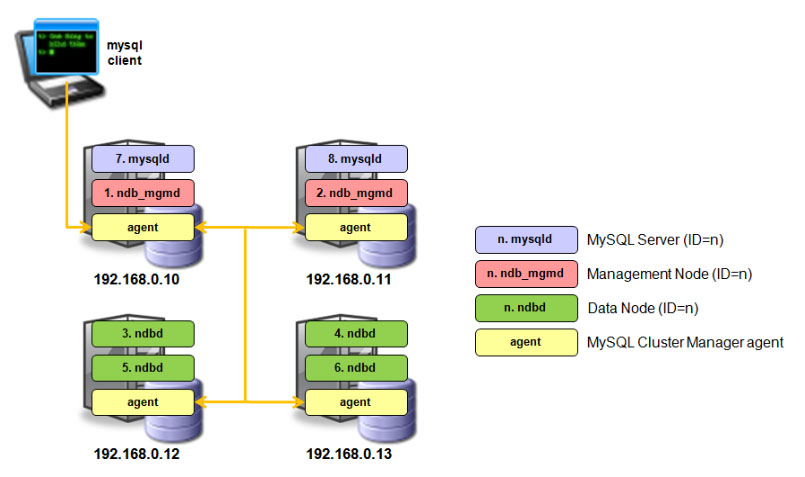 mysql
client
7. mysqld
8. mysqld
1. ndb_mgmd
2. ndb_mgmd
agent
agent
192.168.0.10
192.168.0.11
3. ndbd
4. ndbd
5. ndbd
6. ndbd
agent
agent
192.168.0.12
192.168.0.13
n. mysqld
MySQL Server (ID=n)
n. ndb_mgmd
Management Node (ID=n)
n. ndbd
Data Node (ID=n)
agent
MySQL Cluster Manager agent